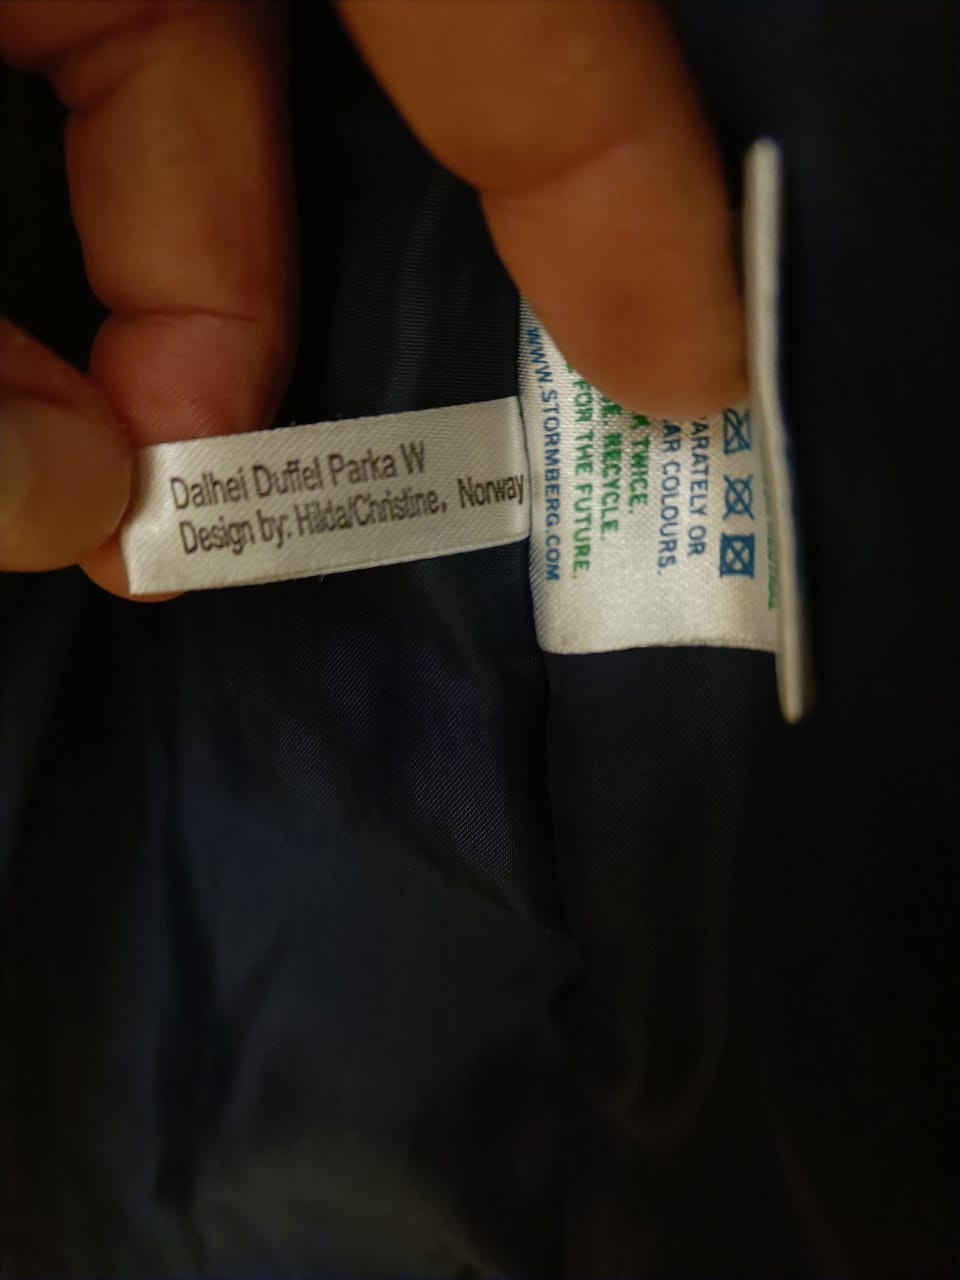 Dalhei Duffel Parka W
Design by: Hilda/Christine, Norway
ARATELY OR
AR COLOURS.
TWICE.
RECYCLE.
FOR THE FUTURE.
WWW.STORMBERG.COM